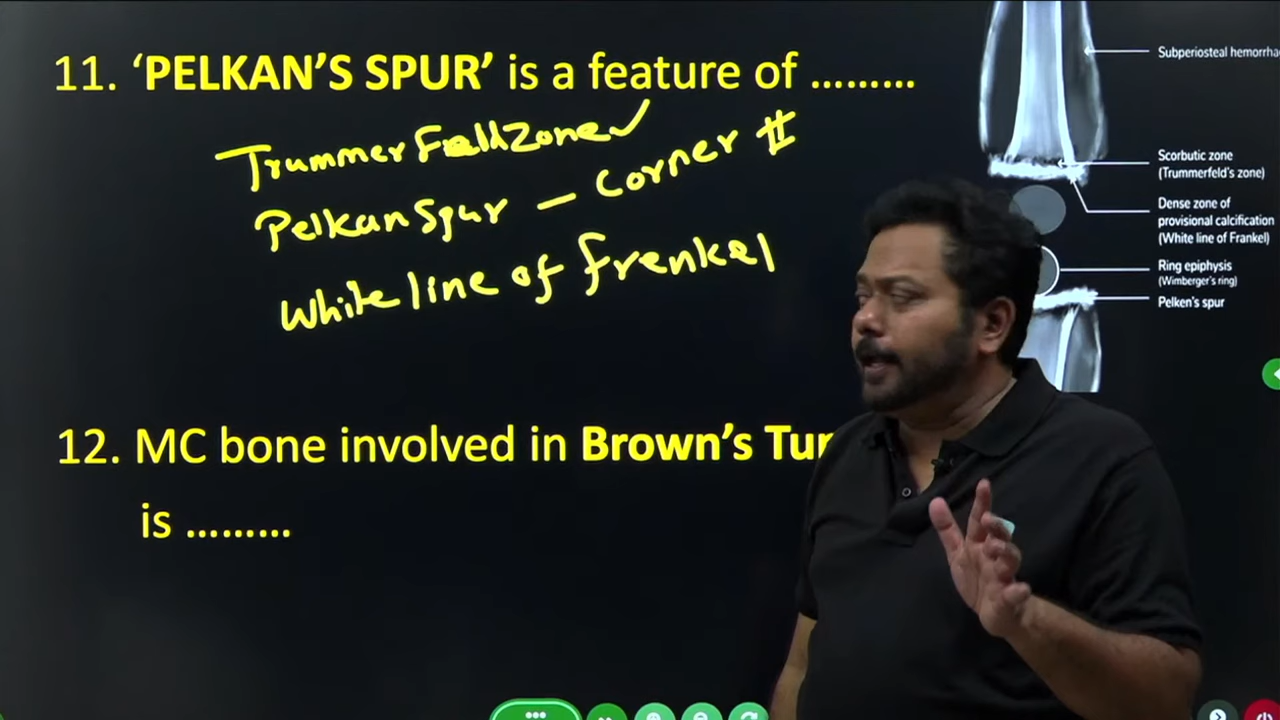 11. ‘PELKAN’S SPUR’ is a feature of ………
Trummer Fieldzone✓
Pelkan Spur – Corner #
White line of Frenkel
12. MC bone involved in Brown’s Tur
is ………
Subperiosteal hemorrha
Scorbutic zone
(Trummerfeld’s zone)
Dense zone of
provisional calcification
(White line of Frankel)
Ring epiphysis
(Wimberger’s ring)
Pelken’s spur